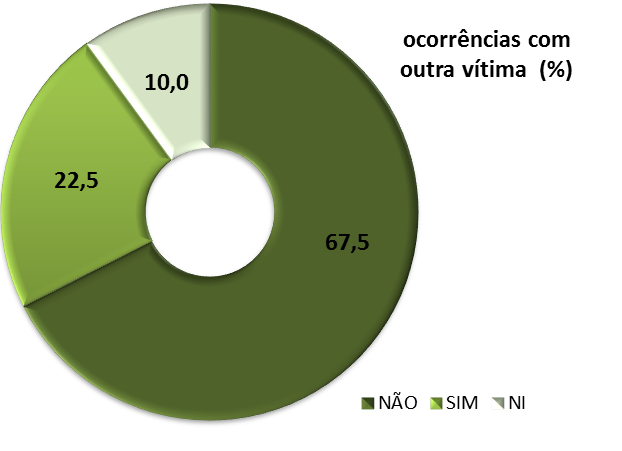 ocorrências com
outra vítima (%)
10,0
22,5
67,5
NÃO SIM NI